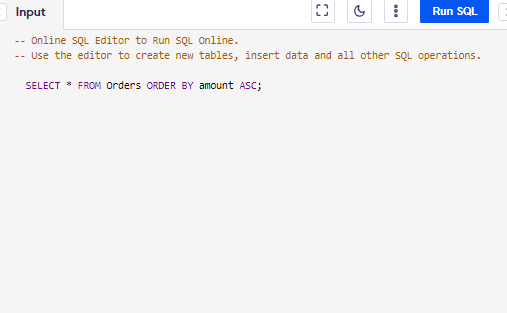 Input
Run SQL
-- Online SQL Editor to Run SQL Online.
-- Use the editor to create new tables, insert data and all other SQL operations.
SELECT * FROM Orders ORDER BY amount ASC;